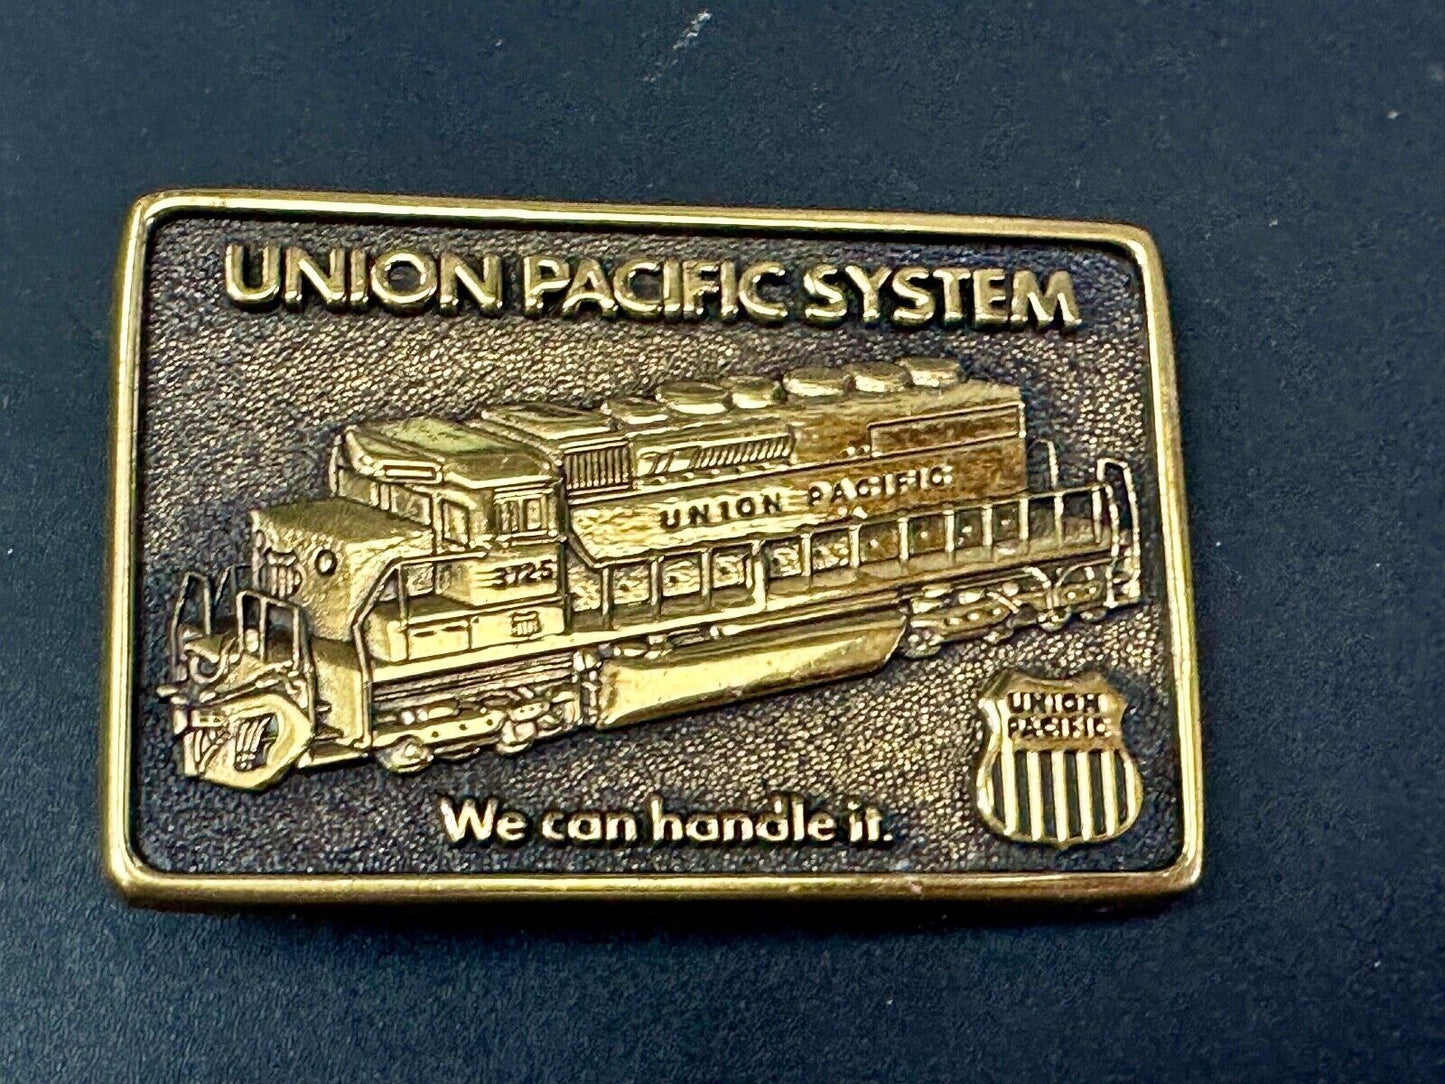 UNION PACIFIC SYSTEM
UNION PACIFIC
3725
UNION
PACIFIC
We can handle it.